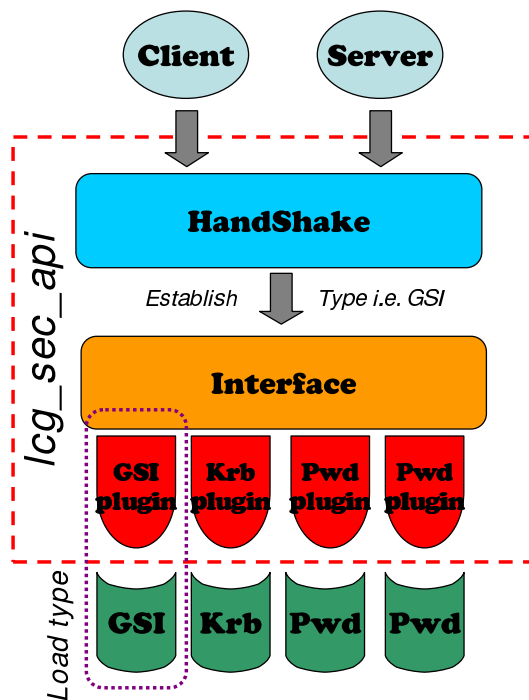 Client
Server
HandShake
Establish
Type i.e. GSI
lcg_sec_api
Interface
GSI
plugin
Krb
plugin
Pwd
plugin
Pwd
plugin
Load type
GSI
Krb
Pwd
Pwd